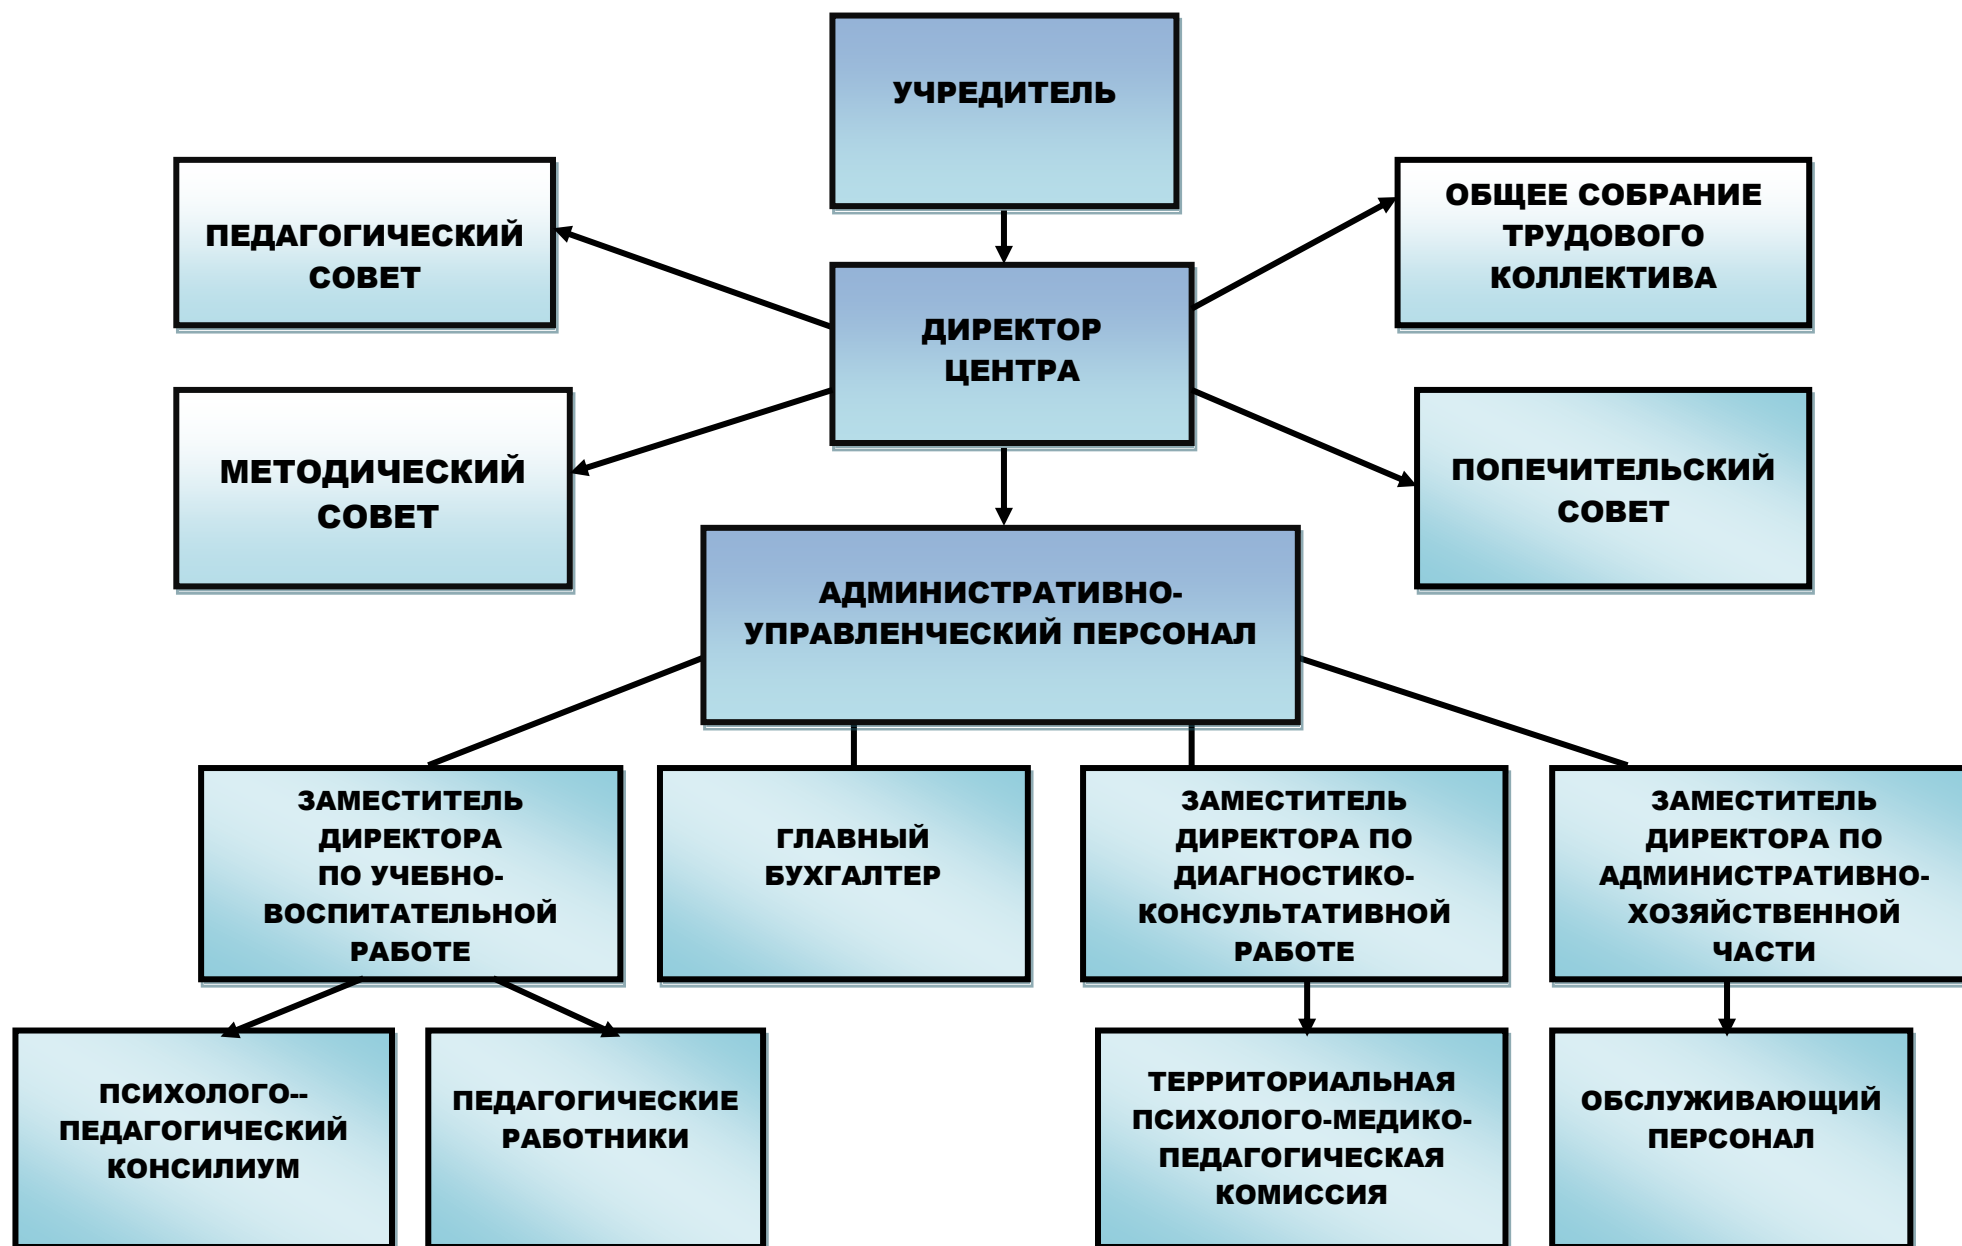 УЧРЕДИТЕЛЬ
ПЕДАГОГИЧЕСКИЙ
СОВЕТ
ОБЩЕЕ СОБРАНИЕ
ТРУДОВОГО
КОЛЛЕКТИВА
ДИРЕКТОР
ЦЕНТРА
МЕТОДИЧЕСКИЙ
СОВЕТ
ПОПЕЧИТЕЛЬСКИЙ
СОВЕТ
АДМИНИСТРАТИВНО-
УПРАВЛЕНЧЕСКИЙ ПЕРСОНАЛ
ЗАМЕСТИТЕЛЬ
ДИРЕКТОРА
ПО УЧЕБНО-
ВОСПИТАТЕЛЬНОЙ
РАБОТЕ
ГЛАВНЫЙ
БУХГАЛТЕР
ЗАМЕСТИТЕЛЬ
ДИРЕКТОРА ПО
ДИАГНОСТИКО-
КОНСУЛЬТАТИВНОЙ
РАБОТЕ
ЗАМЕСТИТЕЛЬ
ДИРЕКТОРА ПО
АДМИНИСТРАТИВНО-
ХОЗЯЙСТВЕННОЙ
ЧАСТИ
ПСИХОЛОГО--
ПЕДАГОГИЧЕСКИЙ
КОНСИЛИУМ
ПЕДАГОГИЧЕСКИЕ
РАБОТНИКИ
ТЕРРИТОРИАЛЬНАЯ
ПСИХОЛОГО-МЕДИКО-
ПЕДАГОГИЧЕСКАЯ
КОМИССИЯ
ОБСЛУЖИВАЮЩИЙ
ПЕРСОНАЛ